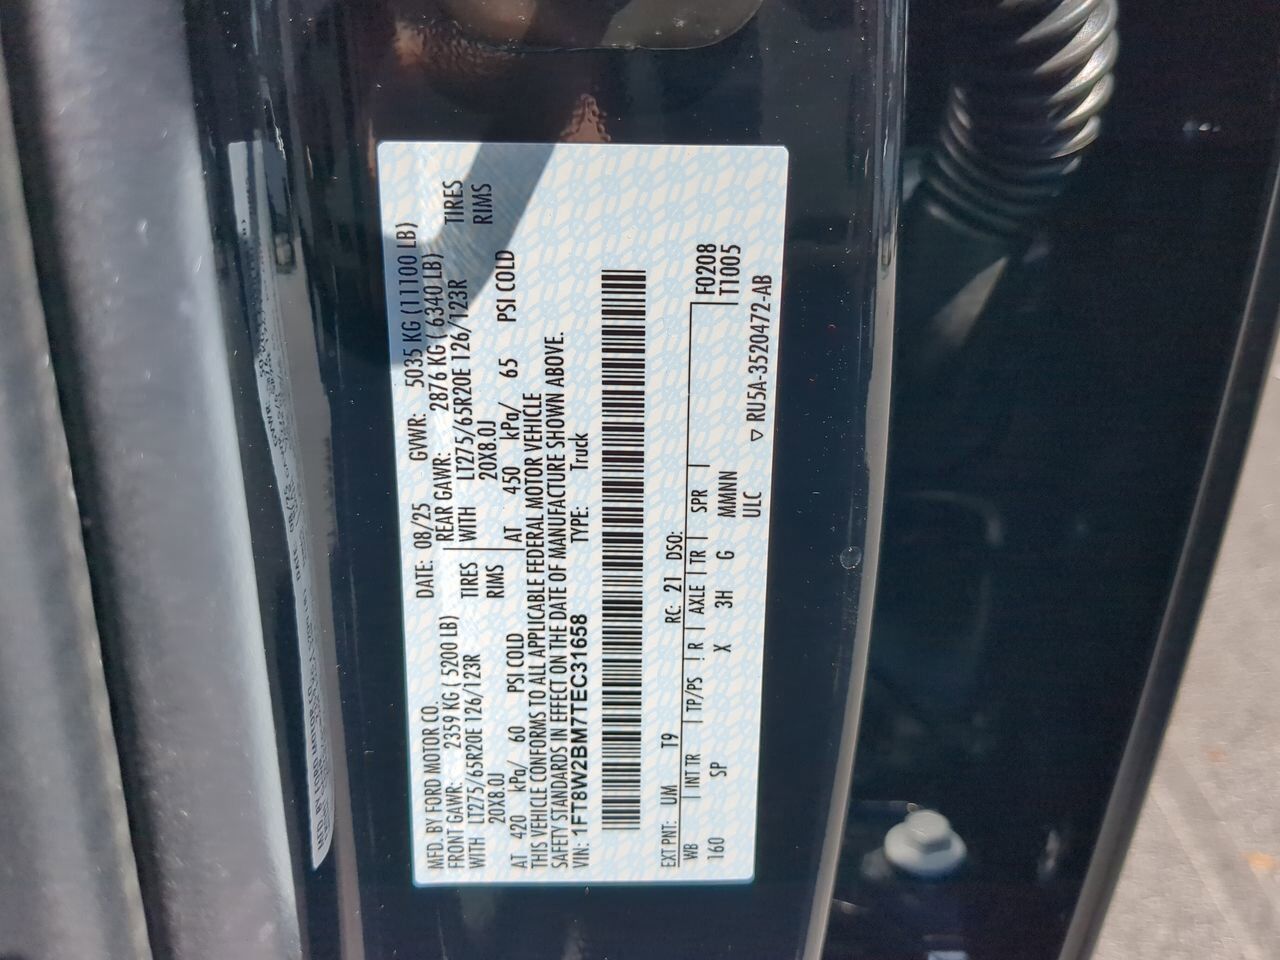 MFD. BY FORD MOTOR CO.
DATE: 08/25 GVWR: 5035 KG (11100 LB)
FRONT GAWR: 2359 KG ( 5200 LB) REAR GAWR: 2876 KG ( 6340 LB)
WITH LT275/65R20E 126/123R TIRES WITH LT275/65R20E 126/123R TIRES
20X8.0J RIMS 20X8.0J RIMS
AT 420 kPa/ 60 PSI COLD AT 450 kPa/ 65 PSI COLD
THIS VEHICLE CONFORMS TO ALL APPLICABLE FEDERAL MOTOR VEHICLE
SAFETY STANDARDS IN EFFECT ON THE DATE OF MANUFACTURE SHOWN ABOVE.
VIN: 1FT8W2BM7TEC31658 TYPE: Truck
EXT PNT: UM T9 RC: 21 DSO: F0208
WB INT TR TP/PS R AXLE TR SPR T1005
160 SP X 3H G MMMNN
ULC ▽ RU5A-3520472-AB